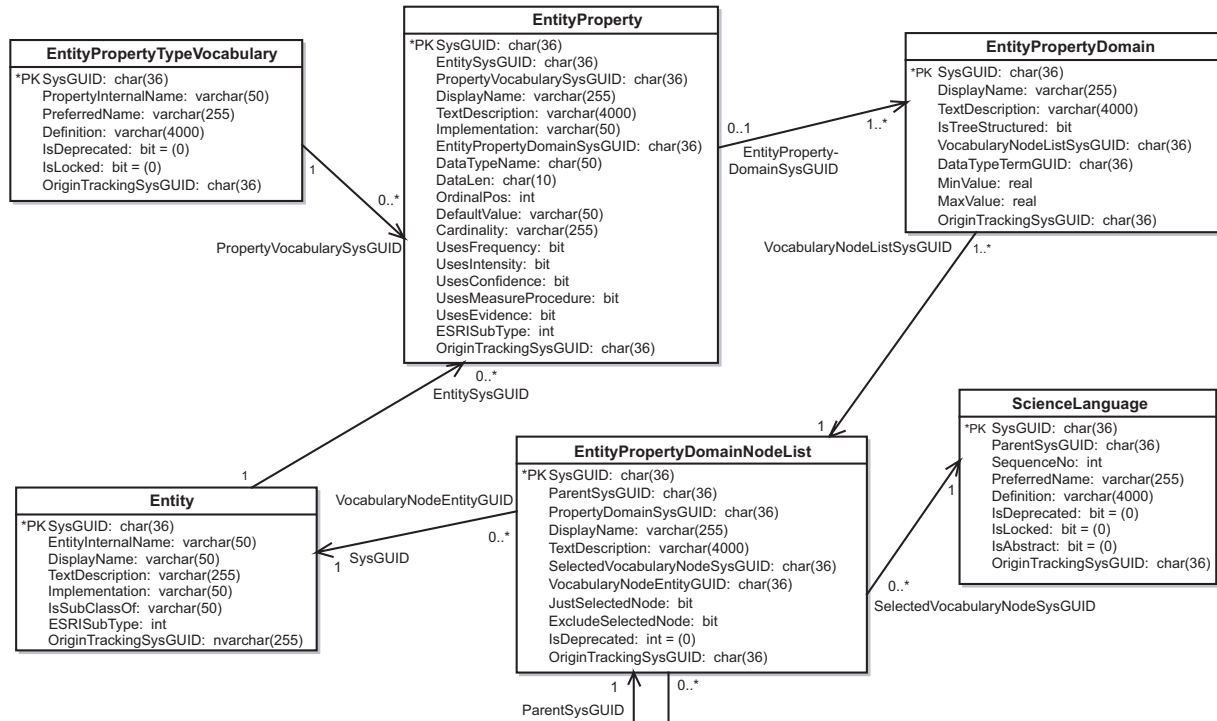 EntityPropertyTypeVocabulary
*PK SysGUID: char(36)
PropertyInternalName: varchar(50)
PreferredName: varchar(255)
Definition: varchar(4000)
IsDeprecated: bit = (0)
IsLocked: bit = (0)
OriginTrackingSysGUID: char(36)
1
0..*
PropertyVocabularySysGUID
EntityProperty
*PK SysGUID: char(36)
EntitySysGUID: char(36)
PropertyVocabularySysGUID: char(36)
DisplayName: varchar(255)
TextDescription: varchar(4000)
Implementation: varchar(50)
EntityPropertyDomainSysGUID: char(36)
DataTypeName: char(50)
DataLen: char(10)
OrdinalPos: int
DefaultValue: varchar(50)
Cardinality: varchar(255)
UsesFrequency: bit
UsesIntensity: bit
UsesConfidence: bit
UsesMeasureProcedure: bit
UsesEvidence: bit
ESRISubType: int
OriginTrackingSysGUID: char(36)
0..1
1..*
EntityProperty-
DomainSysGUID
EntityPropertyDomain
*PK SysGUID: char(36)
DisplayName: varchar(255)
TextDescription: varchar(4000)
IsTreeStructured: bit
VocabularyNodeListSysGUID: char(36)
DataTypeTermGUID: char(36)
MinValue: real
MaxValue: real
OriginTrackingSysGUID: char(36)
VocabularyNodeListSysGUID
1..*
1
0..*
EntitySysGUID
1
Entity
*PK SysGUID: char(36)
EntityInternalName: varchar(50)
DisplayName: varchar(50)
TextDescription: varchar(255)
Implementation: varchar(50)
IsSubClassOf: varchar(50)
ESRISubType: int
OriginTrackingSysGUID: nvarchar(255)
VocabularyNodeEntityGUID
0..*
1
SysGUID
EntityPropertyDomainNodeList
*PK SysGUID: char(36)
ParentSysGUID: char(36)
PropertyDomainSysGUID: char(36)
DisplayName: varchar(255)
TextDescription: varchar(4000)
SelectedVocabularyNodeSysGUID: char(36)
VocabularyNodeEntityGUID: char(36)
JustSelectedNode: bit
ExcludeSelectedNode: bit
IsDeprecated: int = (0)
OriginTrackingSysGUID: char(36)
1
0..*
ParentSysGUID
ScienceLanguage
*PK SysGUID: char(36)
ParentSysGUID: char(36)
SequenceNo: int
PreferredName: varchar(255)
Definition: varchar(4000)
IsDeprecated: bit = (0)
IsLocked: bit = (0)
IsAbstract: bit = (0)
OriginTrackingSysGUID: char(36)
1
0..*
SelectedVocabularyNodeSysGUID